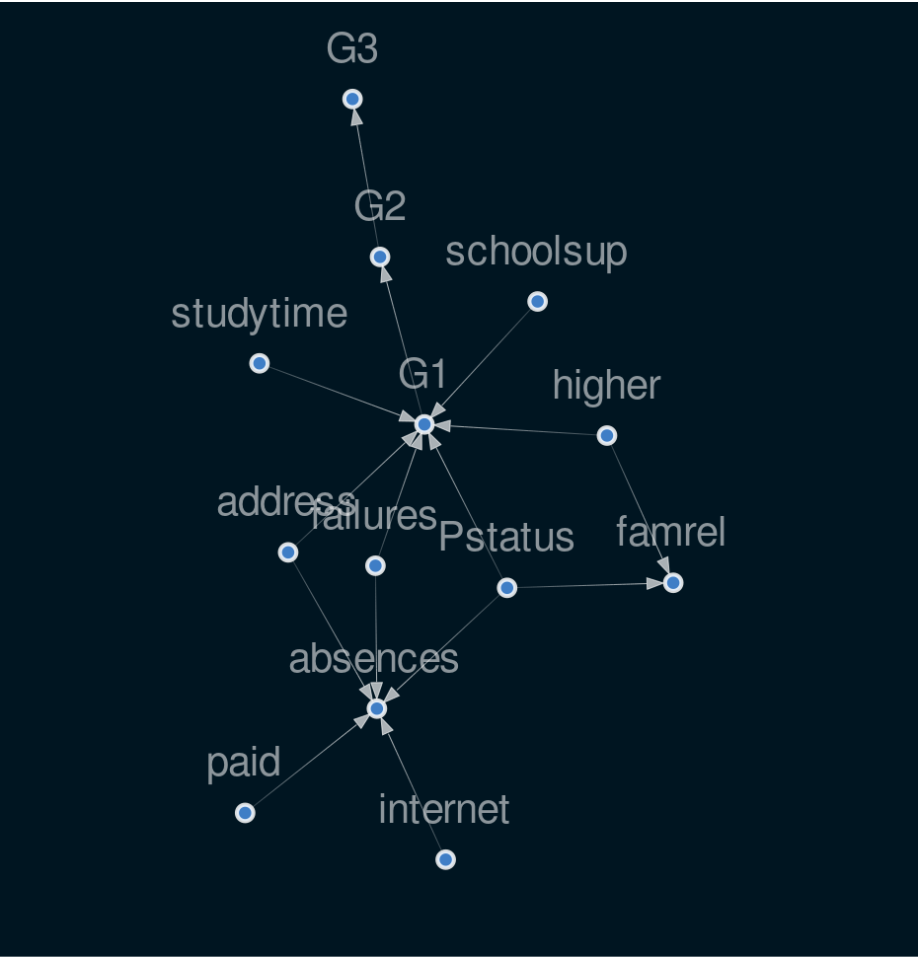 G3
G2
schoolsup
studytime
G1
higher
address
failures
Pstatus
famrel
absences
paid
internet